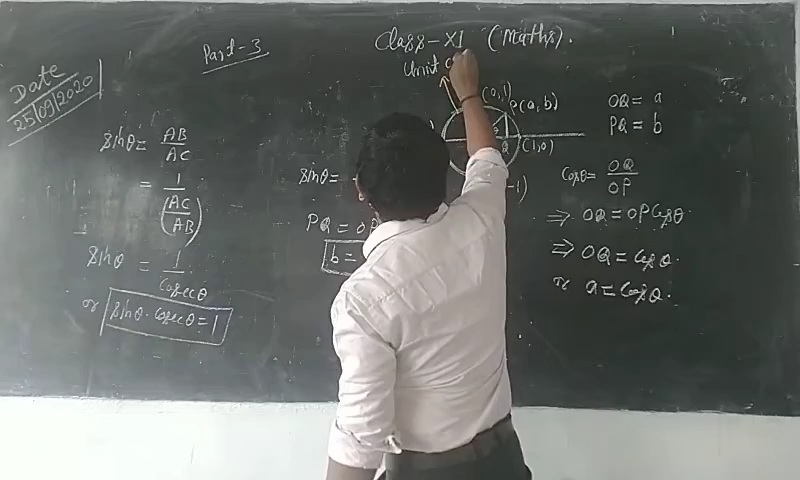 Class-XI (Maths).
Part-3
Date
25/09/2020
Unit
sinθ = AB
AC
= 1
(AC
AB)
sinθ = 1
Cosecθ
or sinθ. cosecθ = 1
(0,1)
P(a, b)
(1,0)
-1)
θ
Q
sinθ =
PQ = OP
b =
OQ = a
PQ = b
Cosθ = OQ
OP
⇒ OQ = OP Cosθ
⇒ OQ = Cosθ.
or a = Cosθ.